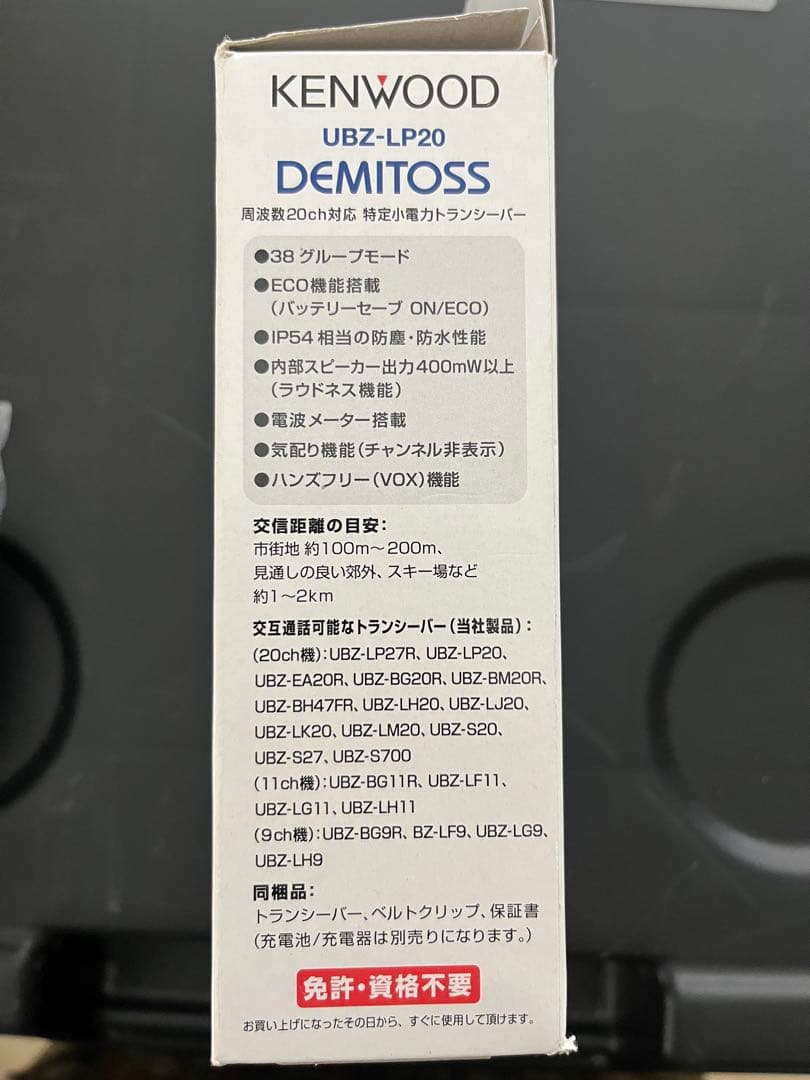 KENWOOD
UBZ-LP20
DEMITOSS
周波数20ch対応 特定小電力トランシーバー
●38グループモード
●ECO機能搭載
(バッテリーセーブ ON/ECO)
●IP54相当の防塵・防水性能
●内部スピーカー出力400mW以上
(ラウドネス機能)
●電波メーター搭載
●気配り機能(チャンネル非表示)
●ハンズフリー(VOX)機能
交信距離の目安:
市街地 約100m〜200m、
見通しの良い郊外、スキー場など
約1〜2km
交互通話可能なトランシーバー(当社製品):
(20ch機):UBZ-LP27R、UBZ-LP20、
UBZ-EA20R、UBZ-BG20R、UBZ-BM20R、
UBZ-BH47FR、UBZ-LH20、UBZ-LJ20、
UBZ-LK20、UBZ-LM20、UBZ-S20、
UBZ-S27、UBZ-S700
(11ch機):UBZ-BG11R、UBZ-LF11、
UBZ-LG11、UBZ-LH11
(9ch機):UBZ-BG9R、BZ-LF9、UBZ-LG9、
UBZ-LH9
同梱品:
トランシーバー、ベルトクリップ、保証書
(充電池/充電器は別売りになります。)
免許・資格不要
お買い上げになったその日から、すぐに使用して頂けます。